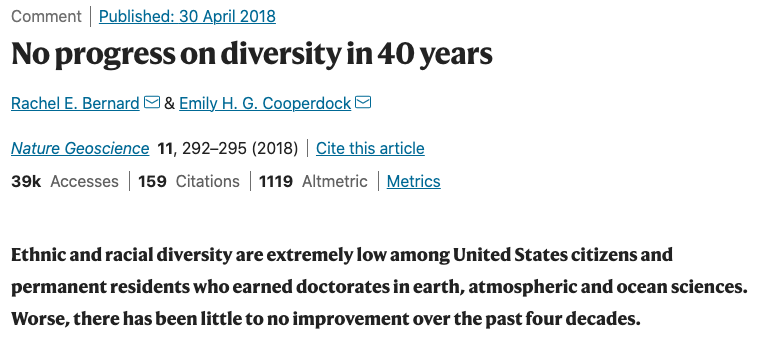 Comment | Published: 30 April 2018
No progress on diversity in 40 years
Rachel E. Bernard & Emily H. G. Cooperdock
Nature Geoscience 11, 292–295 (2018) | Cite this article
39k Accesses | 159 Citations | 1119 Altmetric | Metrics
Ethnic and racial diversity are extremely low among United States citizens and
permanent residents who earned doctorates in earth, atmospheric and ocean sciences.
Worse, there has been little to no improvement over the past four decades.